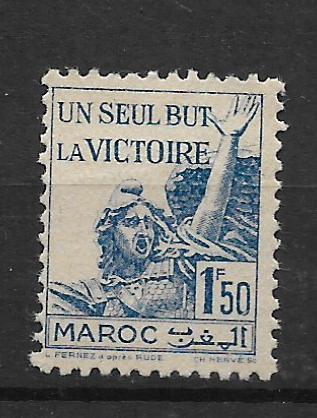 UN SEUL BUT
LA VICTOIRE
1F50
MAROC المغرب
L. FERNEZ d'après RUDE CH. HERVÉ SC